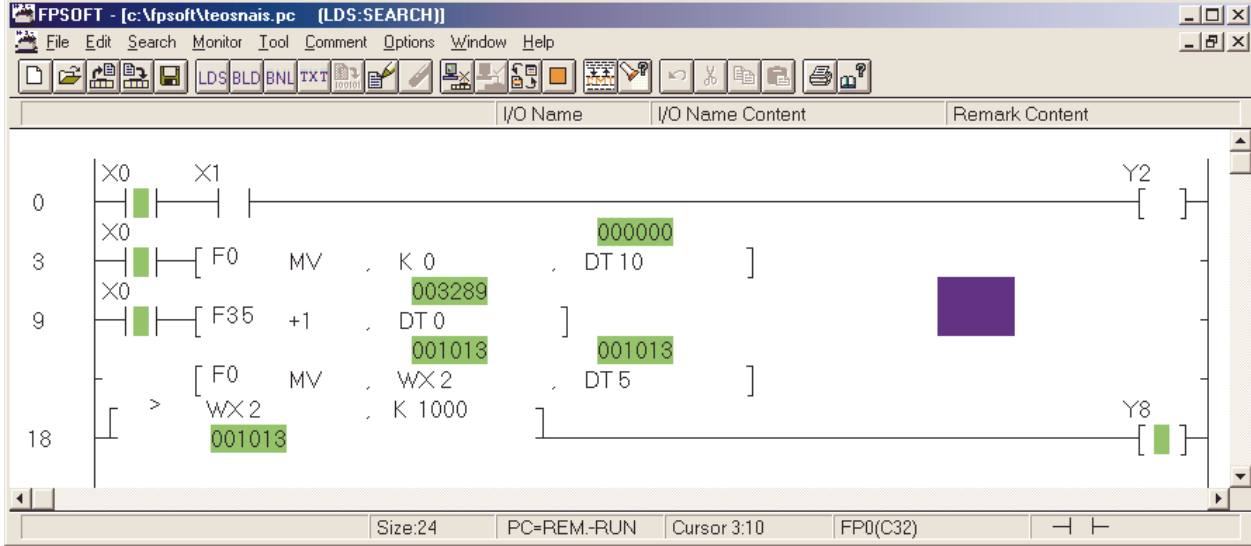 FPSOFT - [c:\fpsoft\teosnais.pc (LDS:SEARCH)]
File Edit Search Monitor Tool Comment Options Window Help
LDS BLD BNL TXT
I/O Name I/O Name Content Remark Content
X0 X1 Y2
0
X0 000000
3 F0 MV , K 0 , DT 10
X0 003289
9 F35 +1 , DT 0
001013 001013
F0 MV , WX 2 , DT 5
> WX 2 , K 1000 Y8
18 001013
Size:24 PC=REM.-RUN Cursor 3:10 FP0(C32)